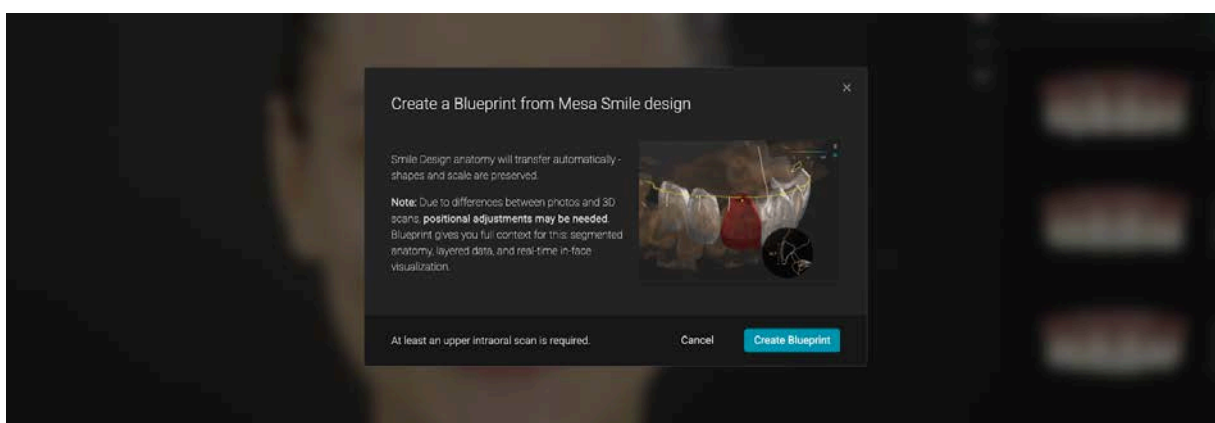 Create a Blueprint from Mesa Smile design
Smile Design anatomy will transfer automatically -
shapes and scale are preserved.
Note: Due to differences between photos and 3D
scans, positional adjustments may be needed.
Blueprint gives you full context for this: segmented
anatomy, layered data, and real-time in-face
visualization.
At least an upper intraoral scan is required.
Cancel
Create Blueprint